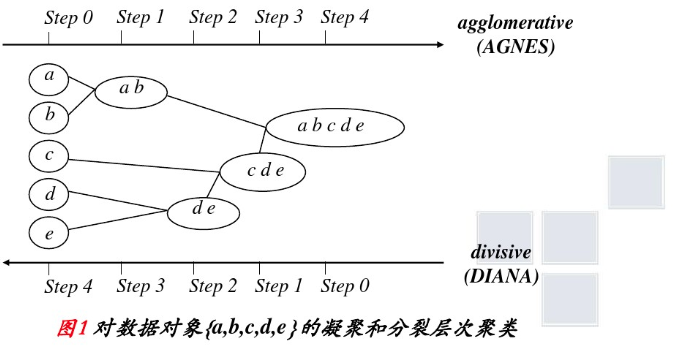 Step 0 Step 1 Step 2 Step 3 Step 4
agglomerative
(AGNES)
a
a b
b
a b c d e
c
c d e
d
d e
e
divisive
(DIANA)
Step 4 Step 3 Step 2 Step 1 Step 0
图1 对数据对象{a,b,c,d,e}的凝聚和分裂层次聚类